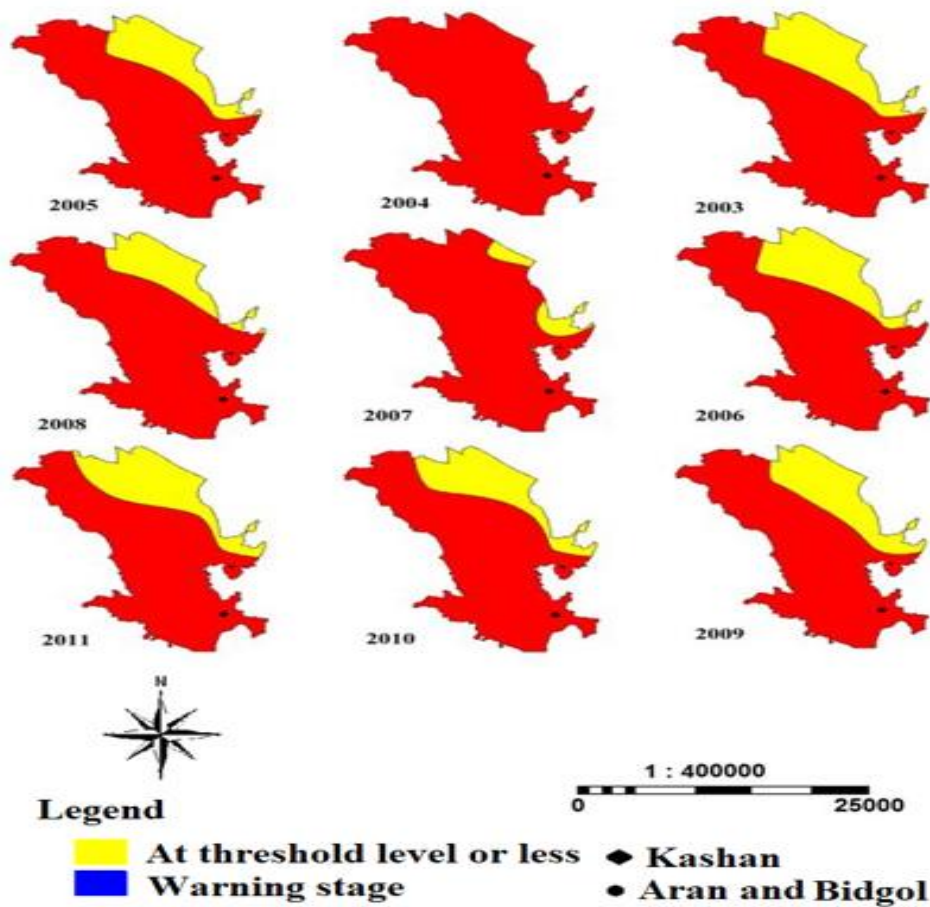 2005 2004 2003
2008 2007 2006
2011 2010 2009
N
1 : 400000
0 25000
Legend
At threshold level or less
Warning stage
Kashan
Aran and Bidgol